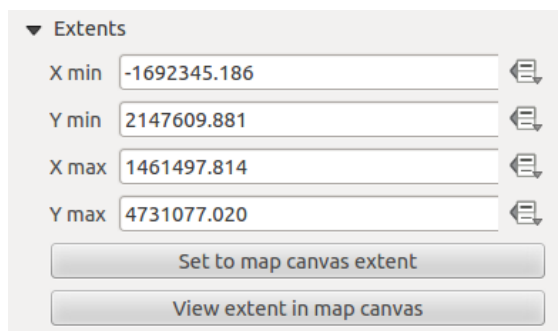 Extents
X min -1692345.186
Y min 2147609.881
X max 1461497.814
Y max 4731077.020
Set to map canvas extent
View extent in map canvas